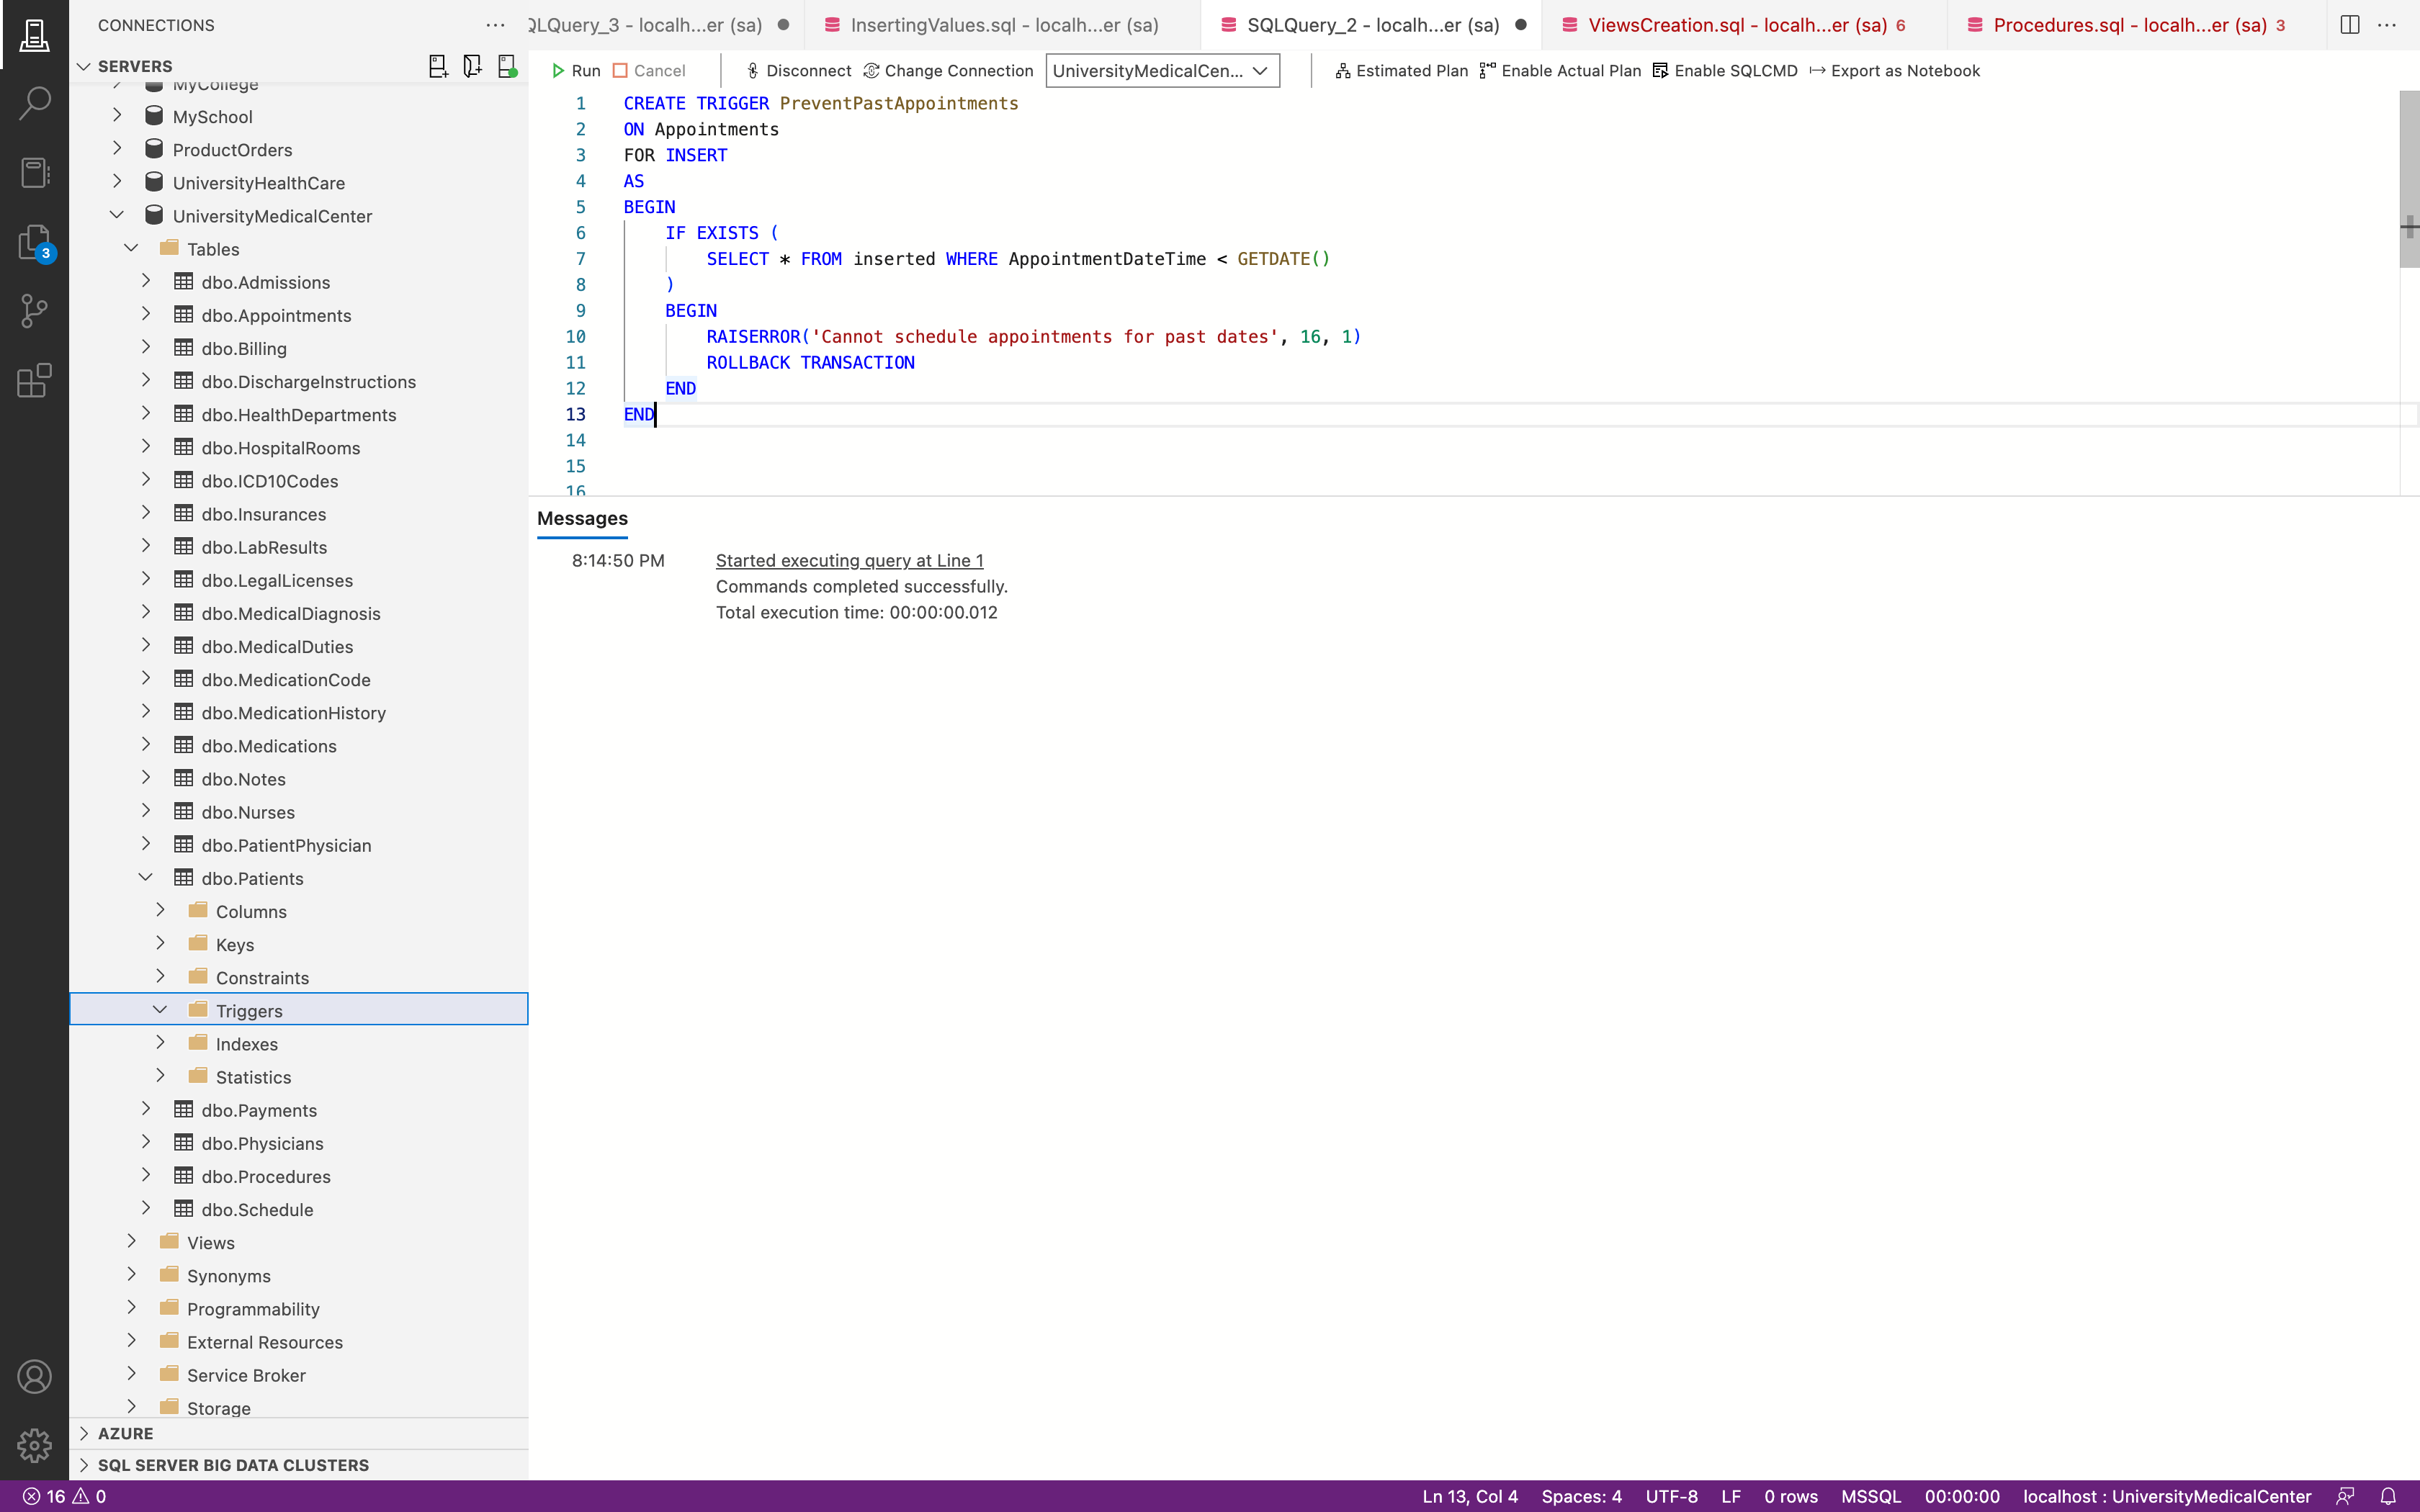 CONNECTIONS
SERVERS
MyCollege
MySchool
ProductOrders
UniversityHealthCare
UniversityMedicalCenter
Tables
dbo.Admissions
dbo.Appointments
dbo.Billing
dbo.DischargeInstructions
dbo.HealthDepartments
dbo.HospitalRooms
dbo.ICD10Codes
dbo.Insurances
dbo.LabResults
dbo.LegalLicenses
dbo.MedicalDiagnosis
dbo.MedicalDuties
dbo.MedicationCode
dbo.MedicationHistory
dbo.Medications
dbo.Notes
dbo.Nurses
dbo.PatientPhysician
dbo.Patients
Columns
Keys
Constraints
Triggers
Indexes
Statistics
dbo.Payments
dbo.Physicians
dbo.Procedures
dbo.Schedule
Views
Synonyms
Programmability
External Resources
Service Broker
Storage
AZURE
SQL SERVER BIG DATA CLUSTERS
3
QLQuery_3 - localh...er (sa) InsertingValues.sql - localh...er (sa) SQLQuery_2 - localh...er (sa) ViewsCreation.sql - localh...er (sa) 6 Procedures.sql - localh...er (sa) 3
Run Cancel Disconnect Change Connection UniversityMedicalCen... Estimated Plan Enable Actual Plan Enable SQLCMD Export as Notebook
1 CREATE TRIGGER PreventPastAppointments
2 ON Appointments
3 FOR INSERT
4 AS
5 BEGIN
6 IF EXISTS (
7 SELECT * FROM inserted WHERE AppointmentDateTime < GETDATE()
8 )
9 BEGIN
10 RAISERROR('Cannot schedule appointments for past dates', 16, 1)
11 ROLLBACK TRANSACTION
12 END
13 END
14
15
16
Messages
8:14:50 PM Started executing query at Line 1
Commands completed successfully.
Total execution time: 00:00:00.012
16 0 Ln 13, Col 4 Spaces: 4 UTF-8 LF 0 rows MSSQL 00:00:00 localhost : UniversityMedicalCenter